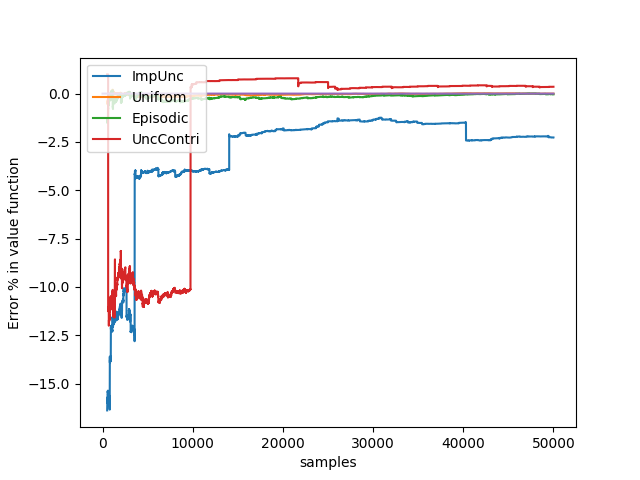 ImpUnc
Unifrom
Episodic
UncContri
0.0
−2.5
−5.0
−7.5
−10.0
−12.5
−15.0
Error % in value function
0 10000 20000 30000 40000 50000
samples